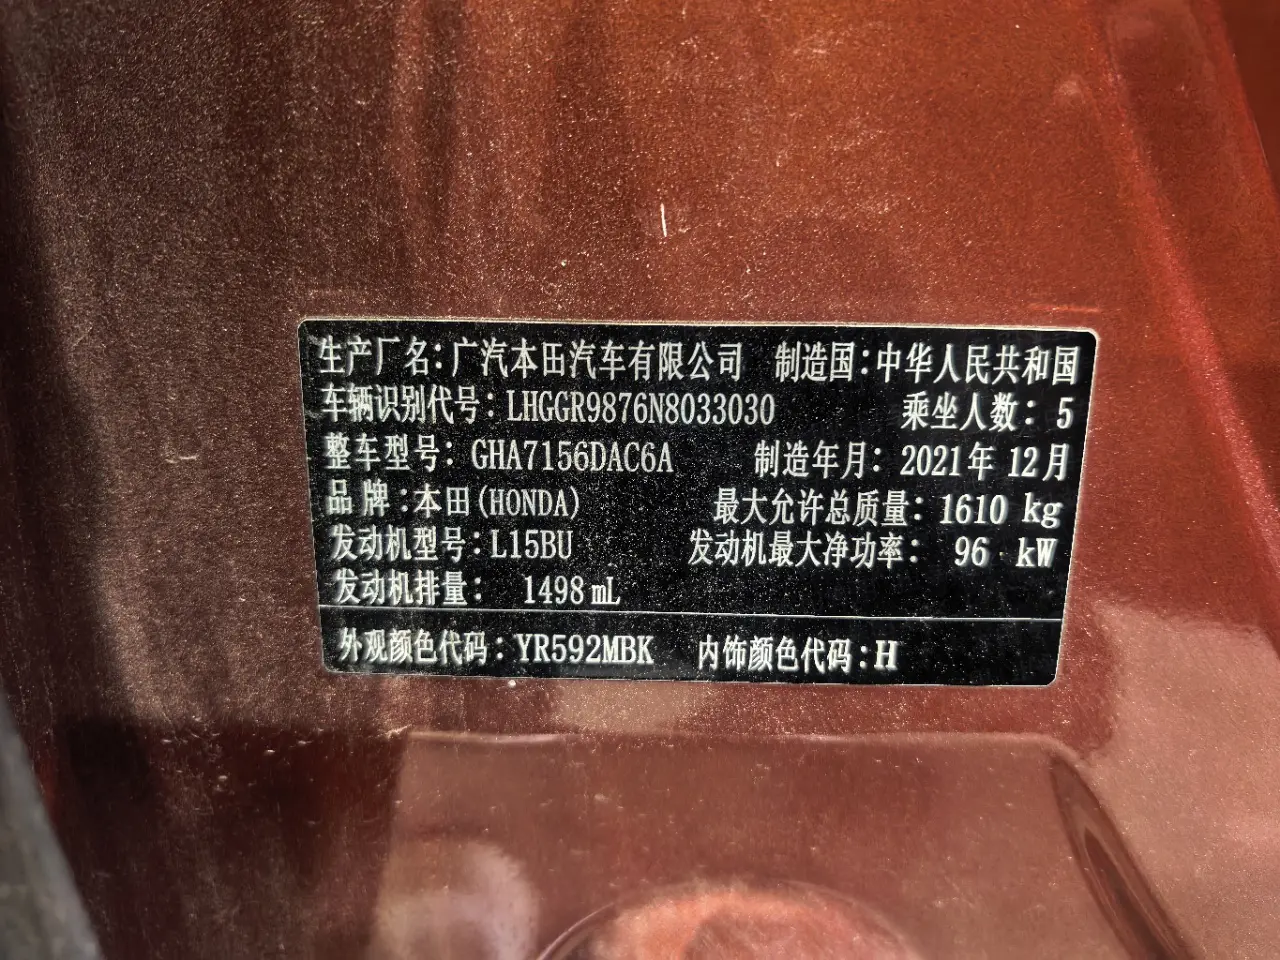 生产厂名：广汽本田汽车有限公司 制造国：中华人民共和国
车辆识别代号：LHGGR9876N8033030 乘坐人数：5
整车型号：GHA7156DAC6A 制造年月：2021年12月
品牌：本田(HONDA) 最大允许总质量：1610 kg
发动机型号：L15BU 发动机最大净功率：96 kW
发动机排量：1498 mL
外观颜色代码：YR592MBK 内饰颜色代码：H